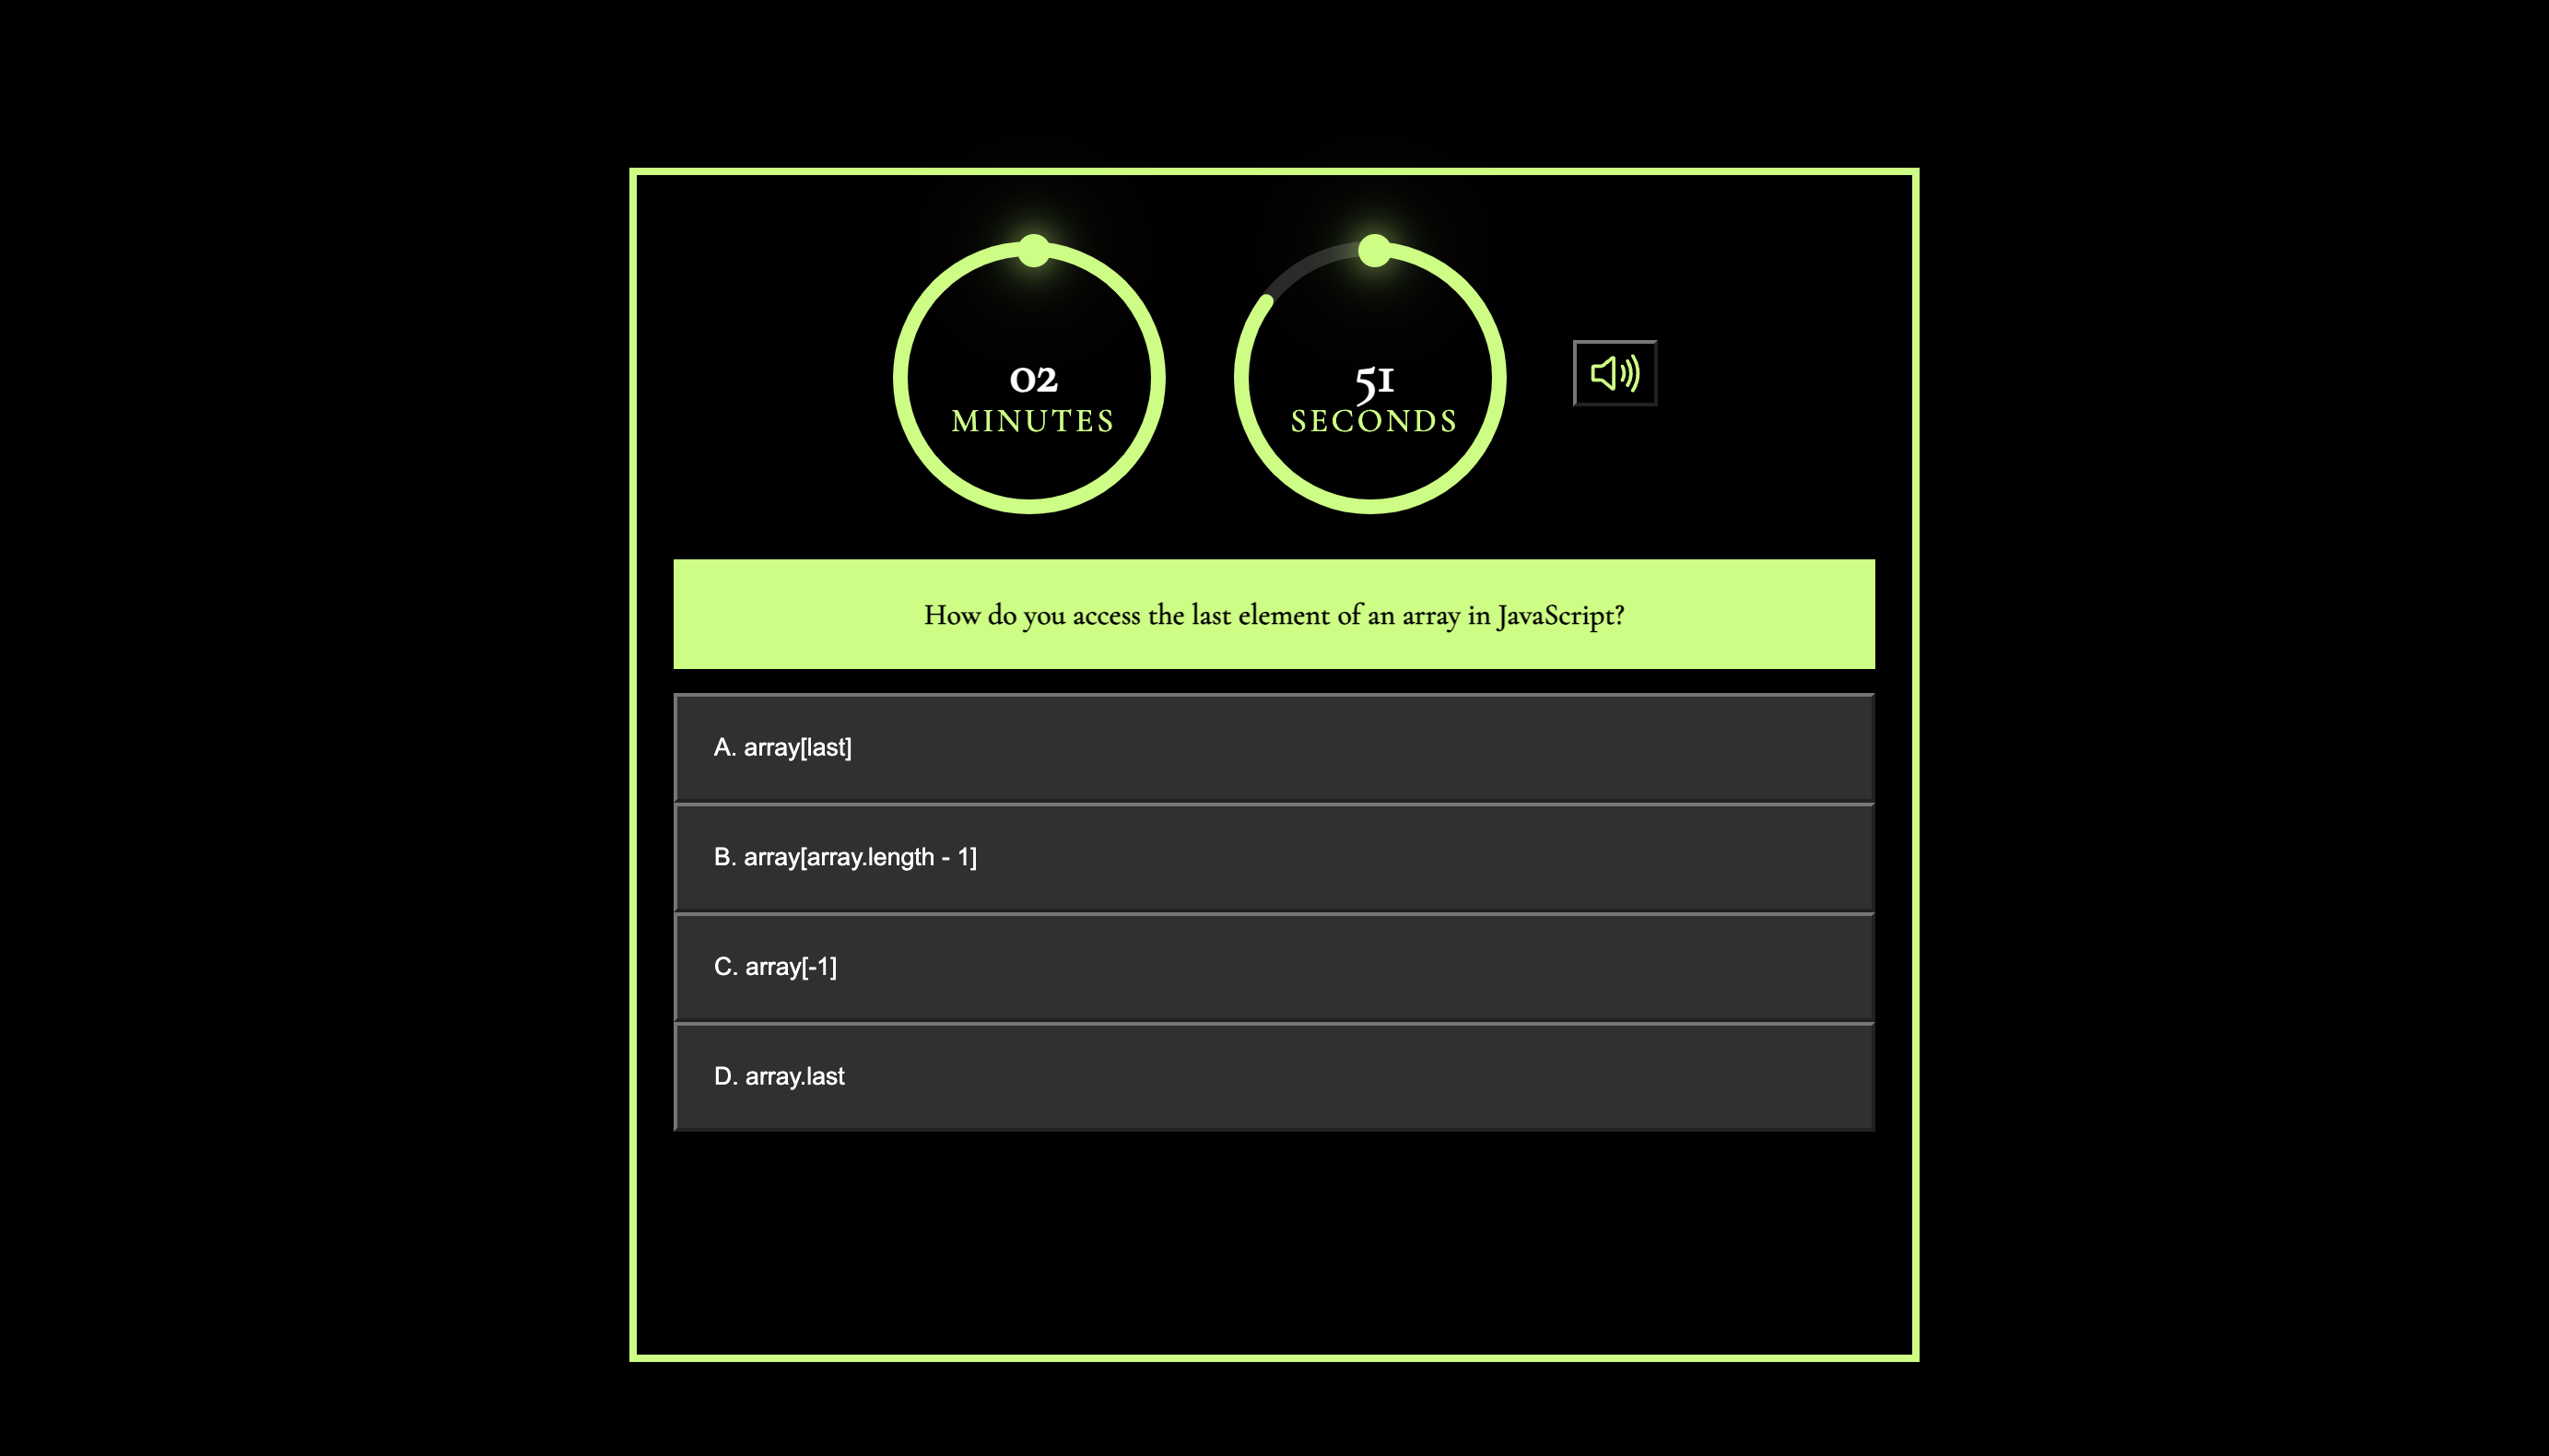 02
MINUTES
51
SECONDS
How do you access the last element of an array in JavaScript?
A. array[last]
B. array[array.length - 1]
C. array[-1]
D. array.last